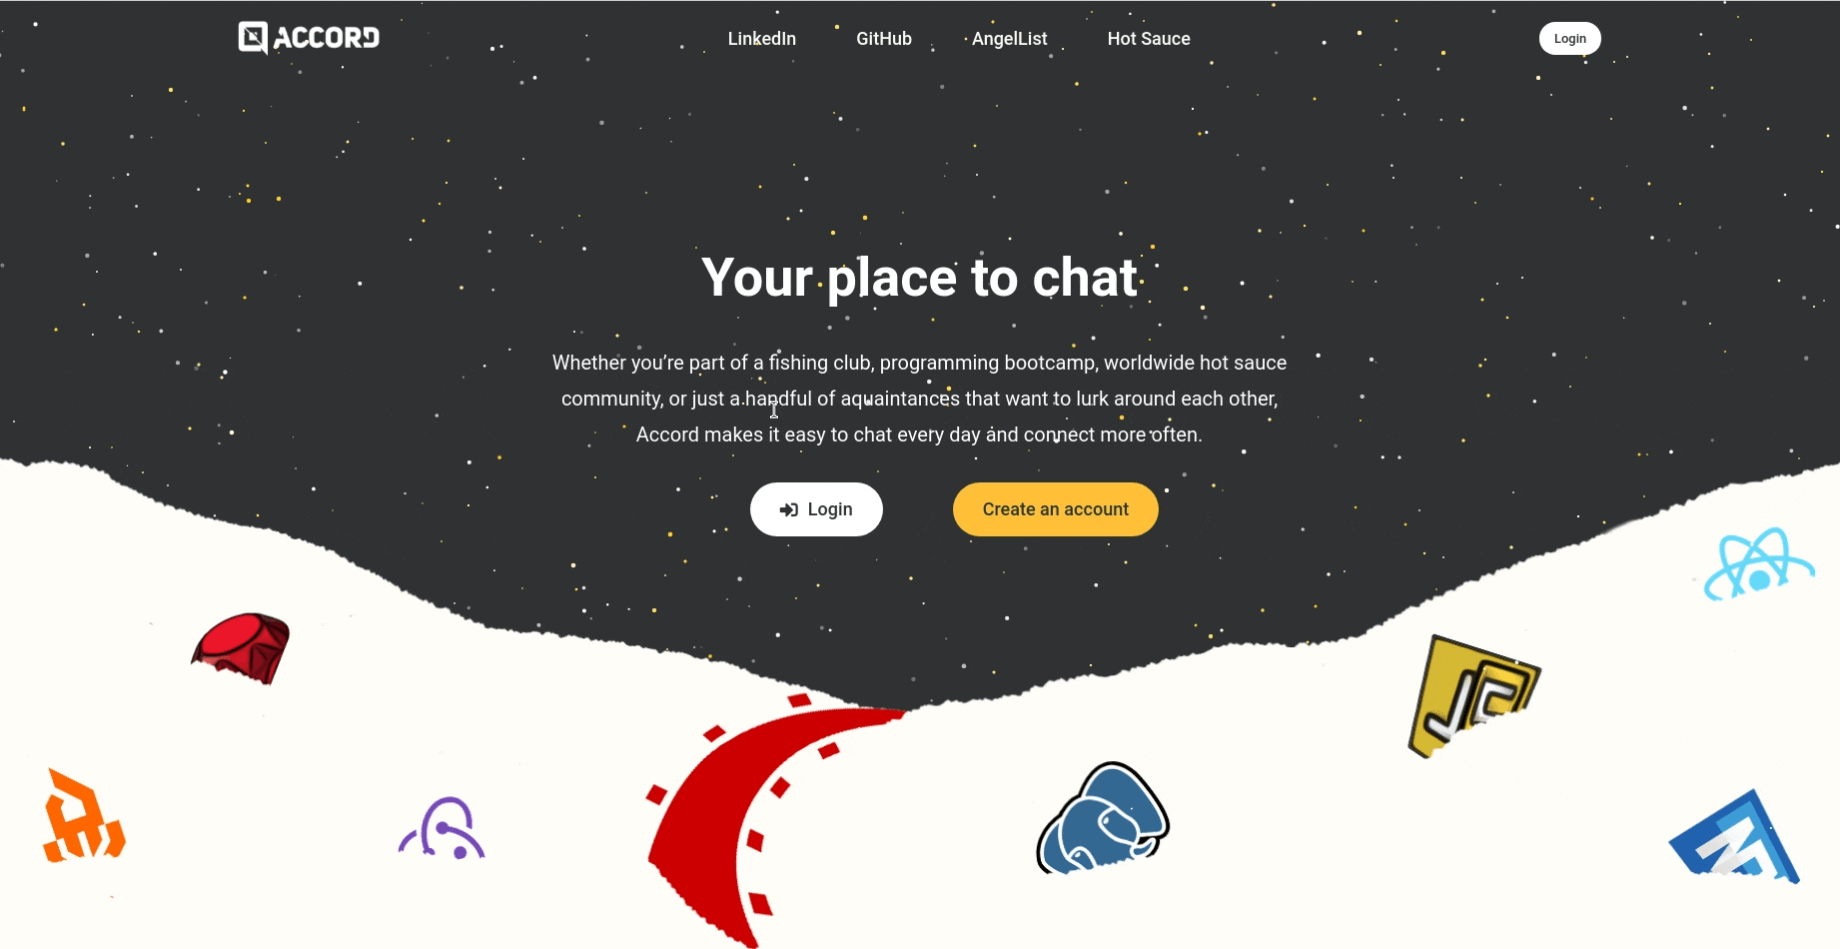 ACCORD
LinkedIn
GitHub
AngelList
Hot Sauce
Login
Your place to chat
Whether you’re part of a fishing club, programming bootcamp, worldwide hot sauce
community, or just a handful of aquaintances that want to lurk around each other,
Accord makes it easy to chat every day and connect more often.
Login
Create an account